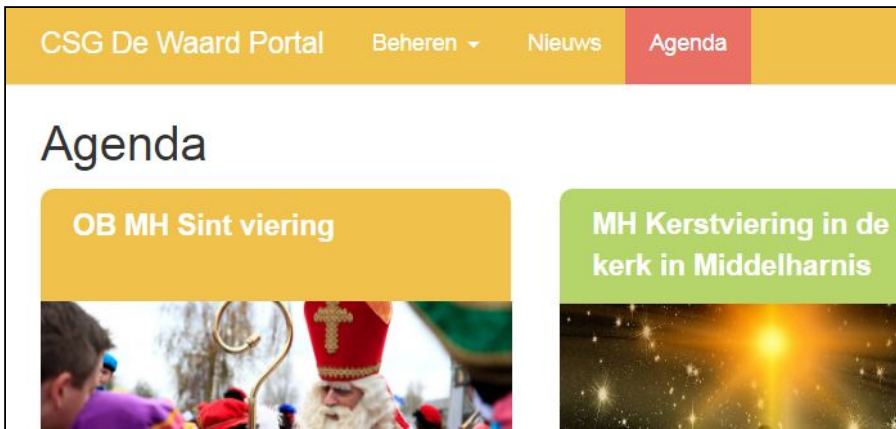 CSG De Waard Portal Beheren Nieuws Agenda
Agenda
OB MH Sint viering
MH Kerstviering in de
kerk in Middelharnis